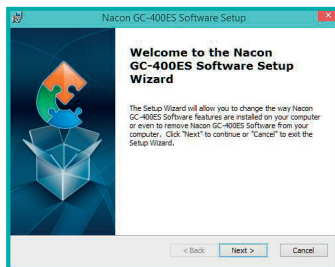 Nacon GC-400ES Software Setup
Welcome to the Nacon
GC-400ES Software Setup
Wizard
The Setup Wizard will allow you to change the way Nacon
GC-400ES Software features are installed on your computer
or even to remove Nacon GC-400ES Software from your
computer. Click "Next" to continue or "Cancel" to exit the
Setup Wizard.
< Back Next > Cancel